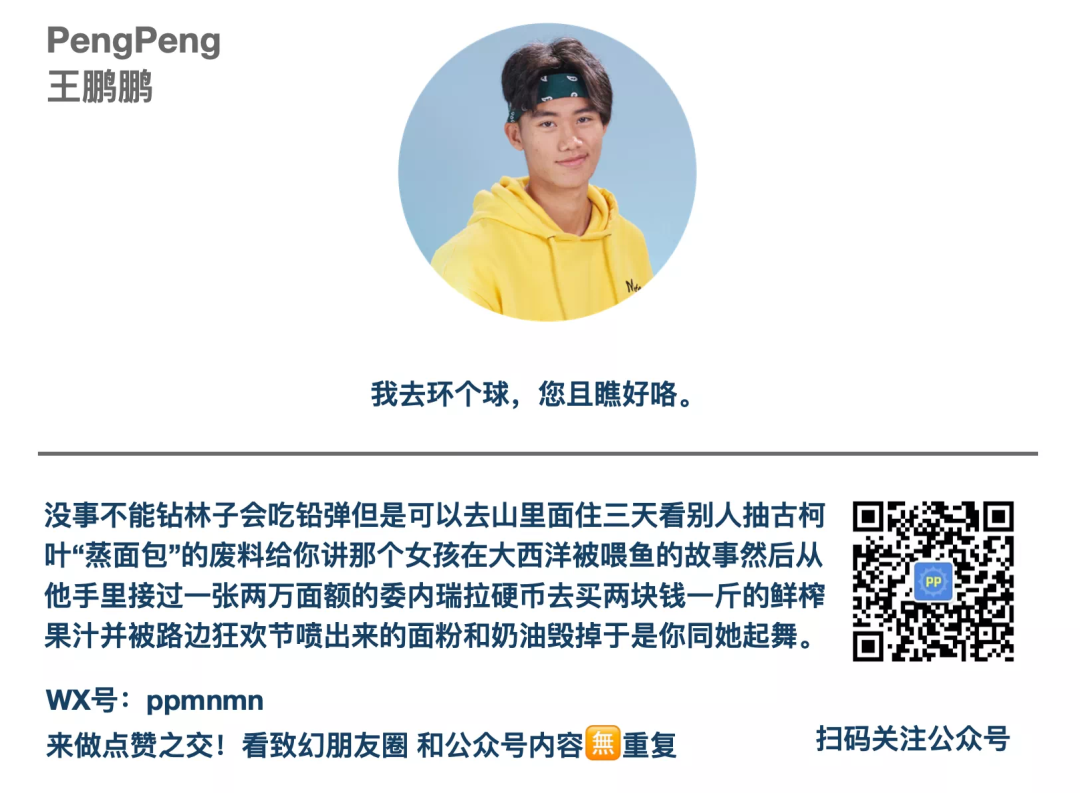 PengPeng
王鹏鹏
我去环个球，您且瞧好咯。
没事不能钻林子会吃铅弹但是可以去山里面住三天看别人抽古柯
叶“蒸面包”的废料给你讲那个女孩在大西洋被喂鱼的故事然后从
他手里接过一张两万面额的委内瑞拉硬币去买两块钱一斤的鲜榨
果汁并被路边狂欢节喷出来的面粉和奶油毁掉于是你同她起舞。
PP
WX号：ppmnmn
来做点赞之交！看致幻朋友圈 和公众号内容🈚重复
扫码关注公众号